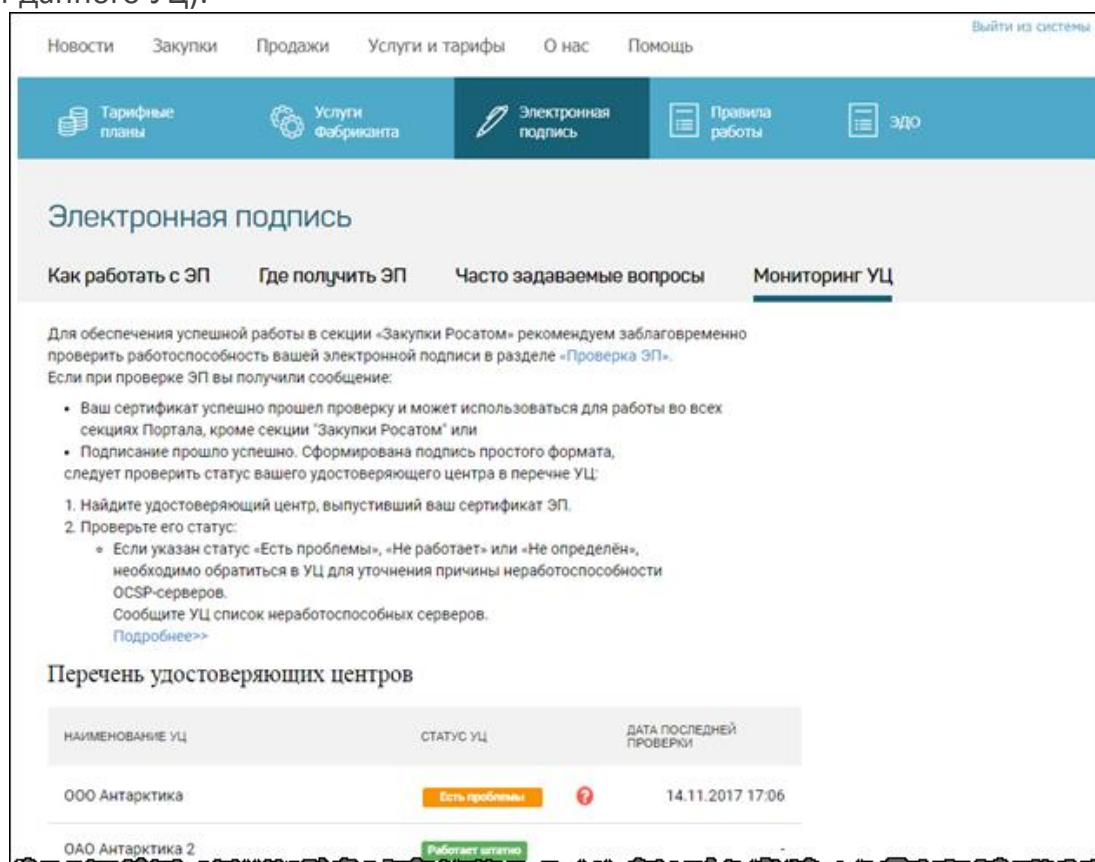 данного УЦ).
Выйти из системы
Новости Закупки Продажи Услуги и тарифы О нас Помощь
Тарифные планы
Услуги Фабриканта
Электронная подпись
Правила работы
ЭДО
Электронная подпись
Как работать с ЭП Где получить ЭП Часто задаваемые вопросы Мониторинг УЦ
Для обеспечения успешной работы в секции «Закупки Росатом» рекомендуем заблаговременно
проверить работоспособность вашей электронной подписи в разделе «Проверка ЭП».
Если при проверке ЭП вы получили сообщение:
• Ваш сертификат успешно прошел проверку и может использоваться для работы во всех
секциях Портала, кроме секции "Закупки Росатом" или
• Подписание прошло успешно. Сформирована подпись простого формата,
следует проверить статус вашего удостоверяющего центра в перечне УЦ:
1. Найдите удостоверяющий центр, выпустивший ваш сертификат ЭП.
2. Проверьте его статус:
Если указан статус «Есть проблемы», «Не работает» или «Не определён»,
необходимо обратиться в УЦ для уточнения причины неработоспособности
OCSP-серверов.
Сообщите УЦ список неработоспособных серверов.
Подробнее>>
Перечень удостоверяющих центров
НАИМЕНОВАНИЕ УЦ СТАТУС УЦ ДАТА ПОСЛЕДНЕЙ ПРОВЕРКИ
ООО Антарктика Есть проблемы ? 14.11.2017 17:06
ОАО Антарктика 2 Работает штатно -